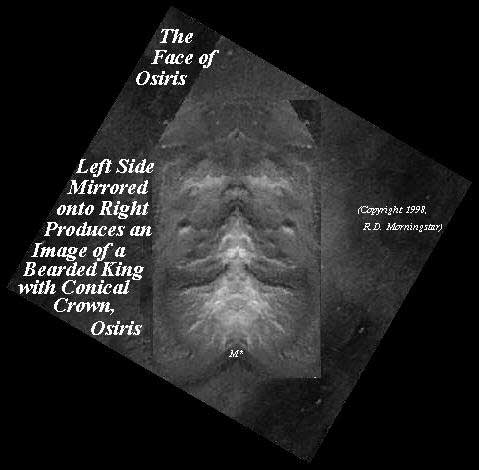 The
Face of
Osiris
Left Side
Mirrored
onto Right
Produces an
Image of a
Bearded King
with Conical
Crown,
Osiris
(Copyright 1998,
R.D. Morningstar)
M*